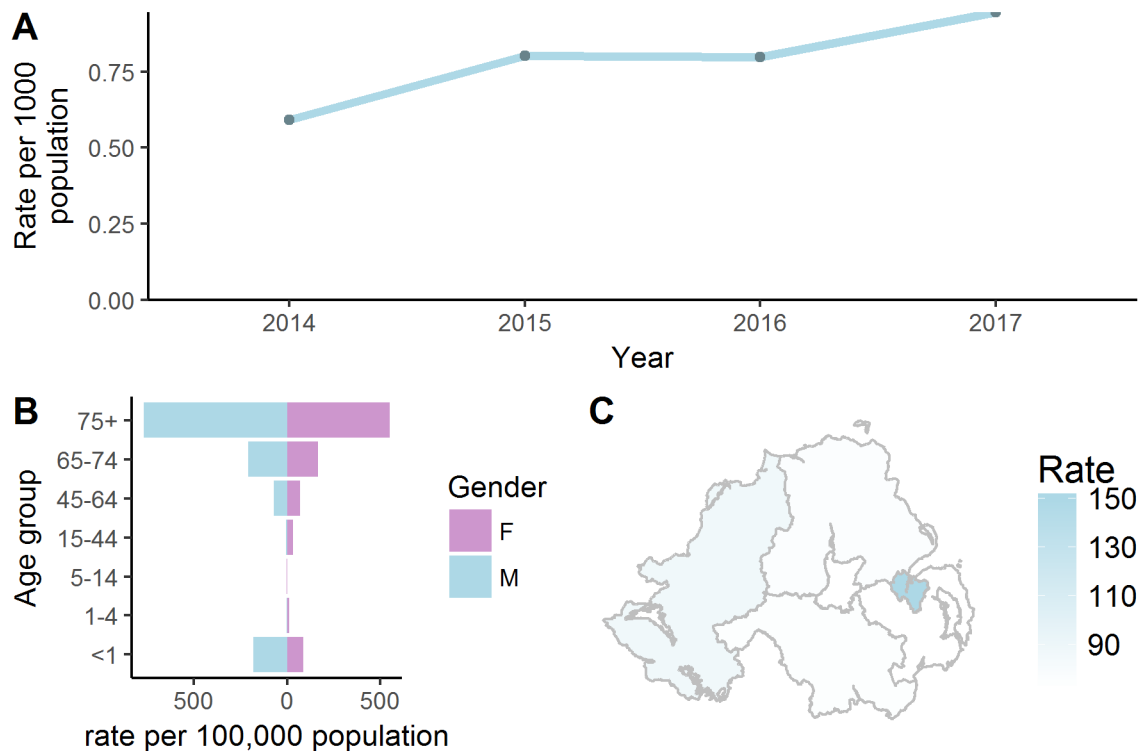 A
Rate per 1000
population
0.75
0.50
0.25
0.00
2014 2015 2016 2017
Year
B
Age group
75+
65-74
45-64
15-44
5-14
1-4
<1
500 0 500
rate per 100,000 population
Gender
F
M
C
Rate
150
130
110
90